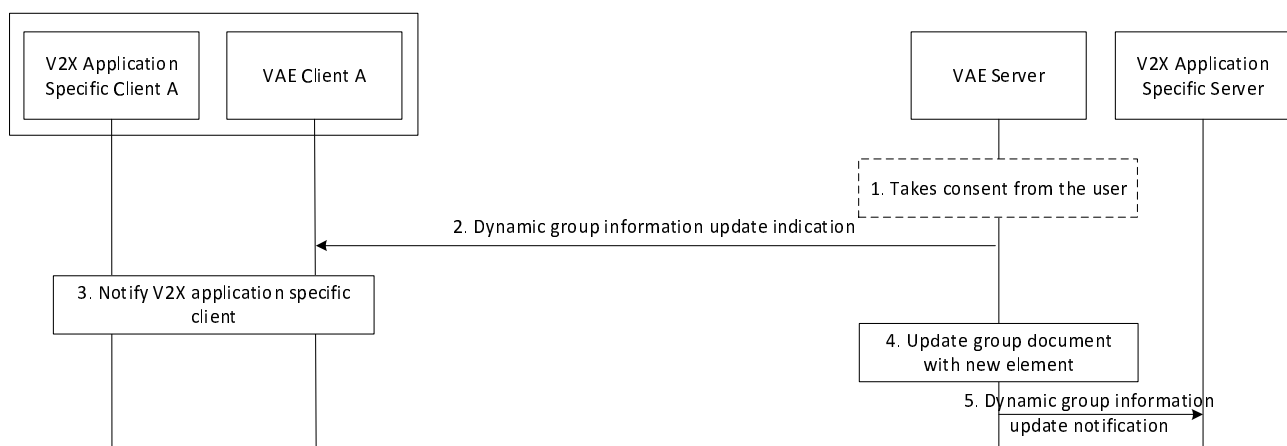 V2X Application
Specific Client A
VAE Client A
VAE Server
V2X Application
Specific Server
1. Takes consent from the user
2. Dynamic group information update indication
3. Notify V2X application specific
client
4. Update group document
with new element
5. Dynamic group information
update notification